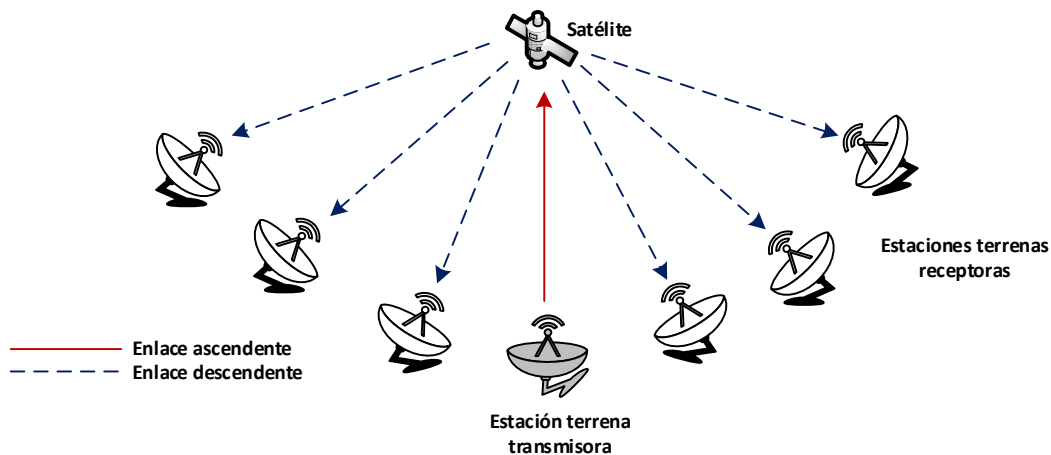 Satélite
Estaciones terrenas
receptoras
Enlace ascendente
Enlace descendente
Estación terrena
transmisora